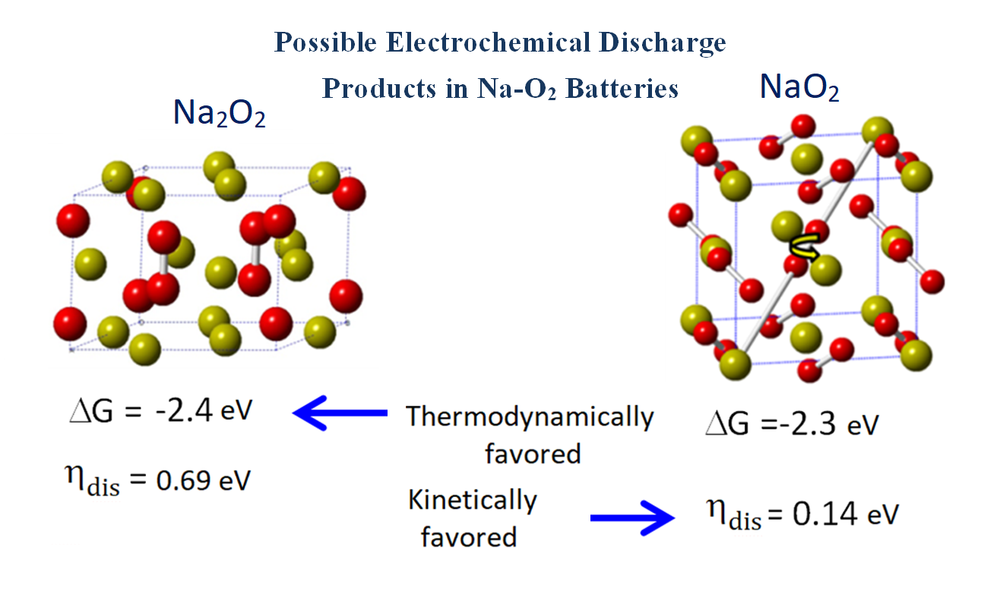 Possible Electrochemical Discharge
Products in Na-O₂ Batteries
Na₂O₂
NaO₂
ΔG = -2.4 eV
Thermodynamically
favored
ΔG =-2.3 eV
η_dis = 0.69 eV
Kinetically
favored
η_dis = 0.14 eV